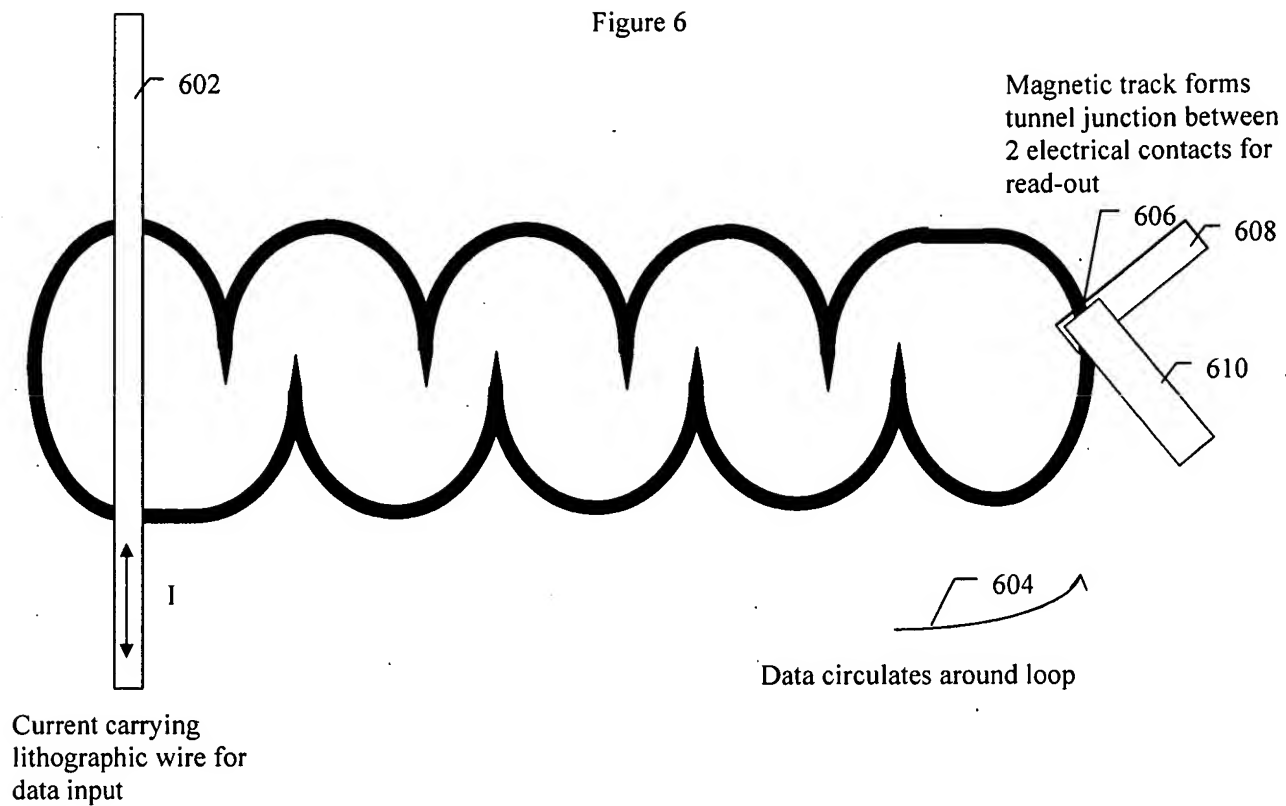 Figure 6
602
Magnetic track forms
tunnel junction between
2 electrical contacts for
read-out
606
608
610
I
604
Data circulates around loop
Current carrying
lithographic wire for
data input